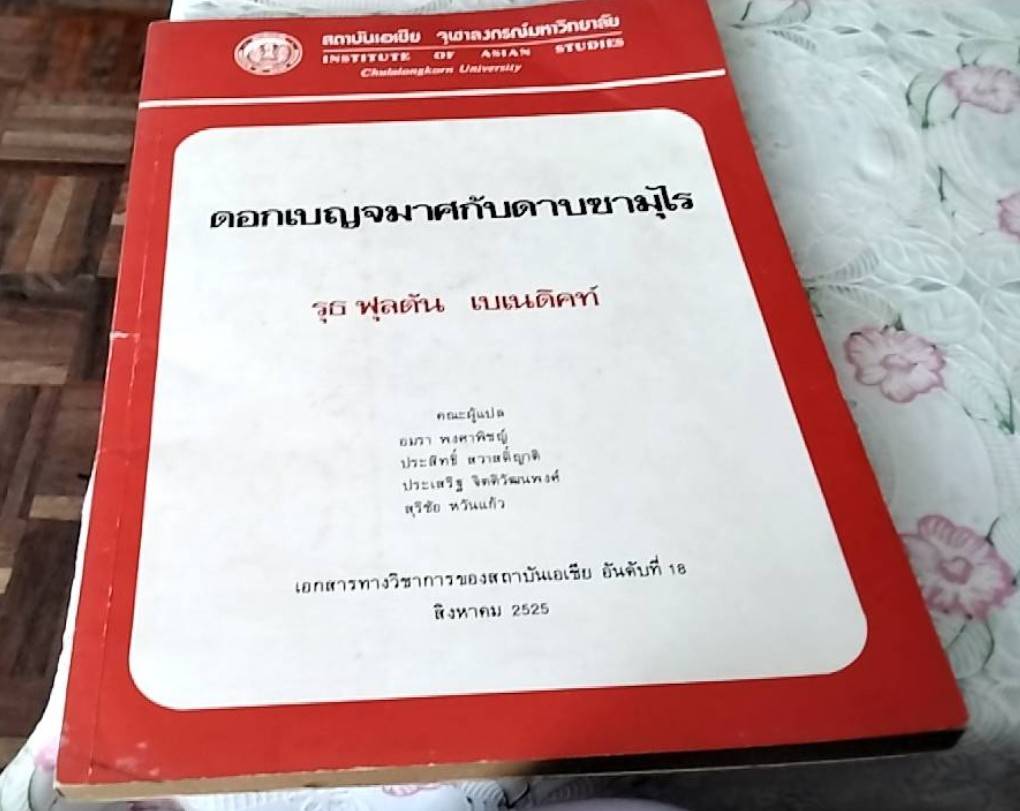 สถาบันเอเชีย จุฬาลงกรณ์มหาวิทยาลัย
INSTITUTE OF ASIAN STUDIES
Chulalongkorn University
ดอกเบญจมาศกับดาบซามุไร
รุธ ฟุลตัน เบเนดิคท์
คณะผู้แปล
อมรา พงศาพิชญ์
ประสิทธิ์ สวาสดิ์ญาติ
ประเสริฐ จิตติวัฒนพงศ์
สุริชัย หวันแก้ว
เอกสารทางวิชาการของสถาบันเอเชีย อันดับที่ 18
สิงหาคม 2525